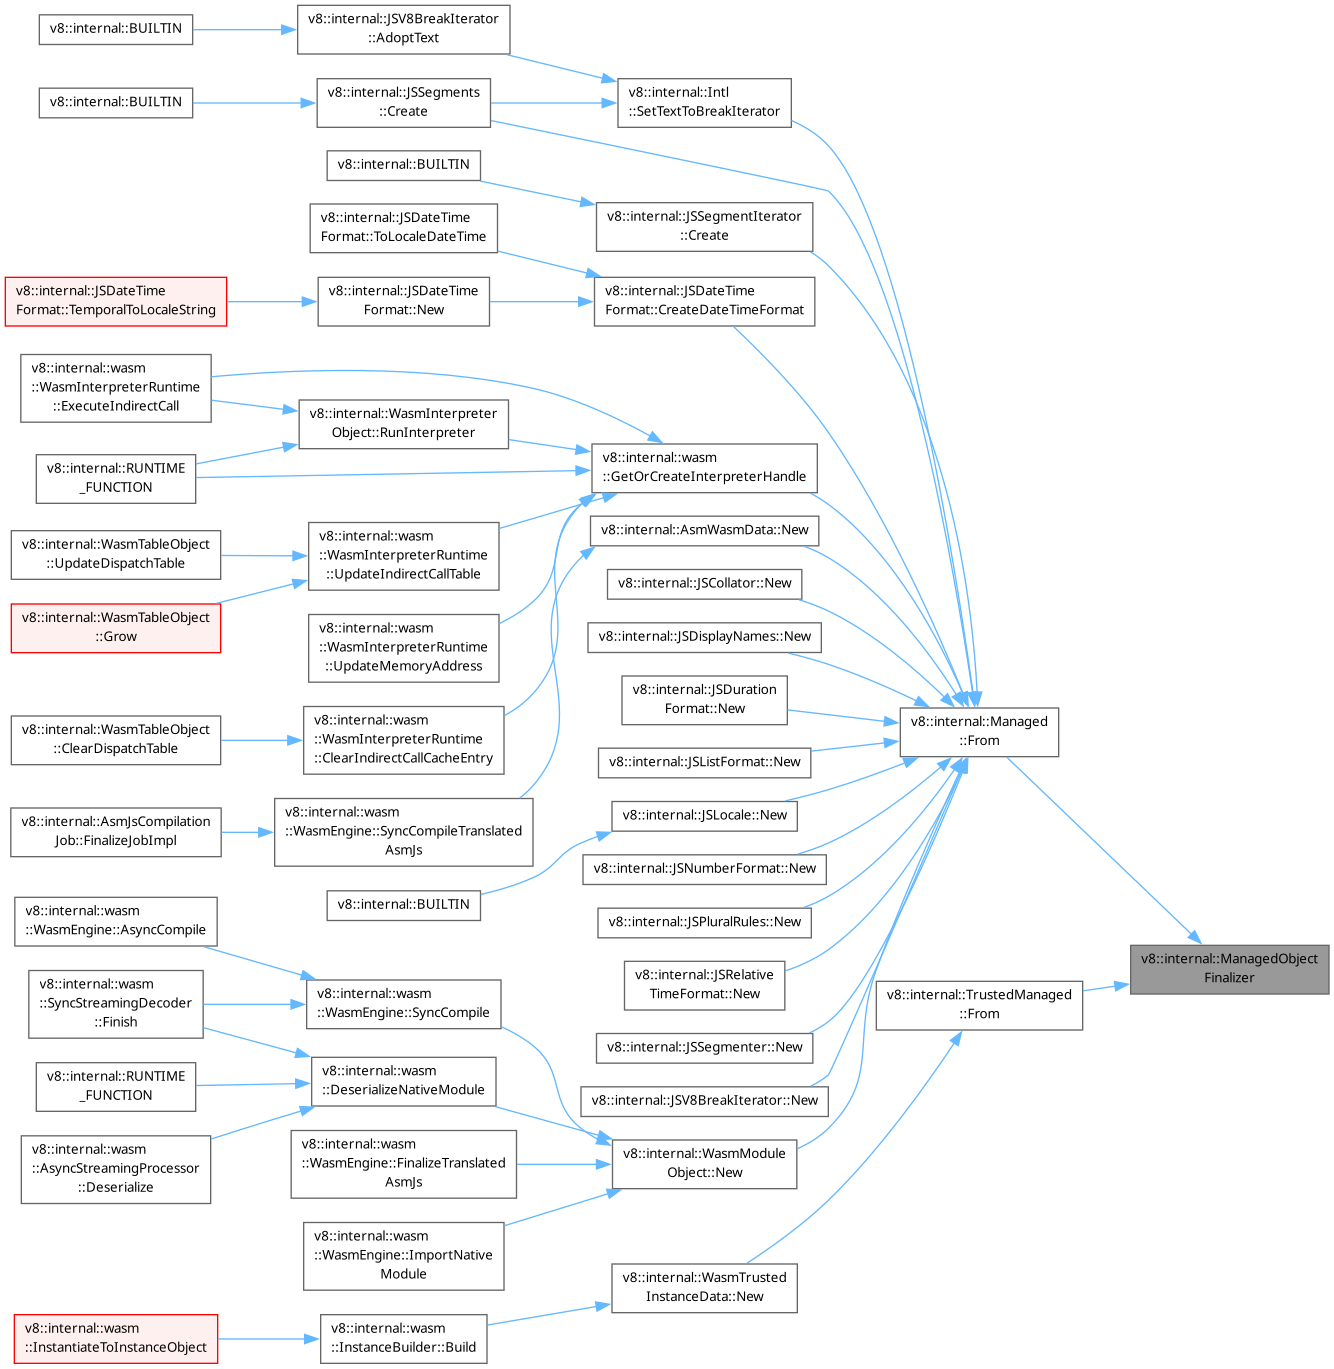 v8::internal::BUILTIN
v8::internal::JSV8BreakIterator
::AdoptText
v8::internal::BUILTIN
v8::internal::JSSegments
::Create
v8::internal::Intl
::SetTextToBreakIterator
v8::internal::BUILTIN
v8::internal::JSDateTime
Format::ToLocaleDateTime
v8::internal::JSSegmentIterator
::Create
v8::internal::JSDateTime
Format::TemporalToLocaleString
v8::internal::JSDateTime
Format::New
v8::internal::JSDateTime
Format::CreateDateTimeFormat
v8::internal::wasm
::WasmInterpreterRuntime
::ExecuteIndirectCall
v8::internal::WasmInterpreter
Object::RunInterpreter
v8::internal::RUNTIME
_FUNCTION
v8::internal::wasm
::GetOrCreateInterpreterHandle
v8::internal::WasmTableObject
::UpdateDispatchTable
v8::internal::wasm
::WasmInterpreterRuntime
::UpdateIndirectCallTable
v8::internal::AsmWasmData::New
v8::internal::JSCollator::New
v8::internal::WasmTableObject
::Grow
v8::internal::wasm
::WasmInterpreterRuntime
::UpdateMemoryAddress
v8::internal::JSDisplayNames::New
v8::internal::JSDuration
Format::New
v8::internal::WasmTableObject
::ClearDispatchTable
v8::internal::wasm
::WasmInterpreterRuntime
::ClearIndirectCallCacheEntry
v8::internal::JSListFormat::New
v8::internal::Managed
::From
v8::internal::AsmJsCompilation
Job::FinalizeJobImpl
v8::internal::wasm
::WasmEngine::SyncCompileTranslated
AsmJs
v8::internal::JSLocale::New
v8::internal::JSNumberFormat::New
v8::internal::BUILTIN
v8::internal::JSPluralRules::New
v8::internal::wasm
::WasmEngine::AsyncCompile
v8::internal::JSRelative
TimeFormat::New
v8::internal::ManagedObject
Finalizer
v8::internal::wasm
::SyncStreamingDecoder
::Finish
v8::internal::wasm
::WasmEngine::SyncCompile
v8::internal::TrustedManaged
::From
v8::internal::JSSegmenter::New
v8::internal::RUNTIME
_FUNCTION
v8::internal::wasm
::DeserializeNativeModule
v8::internal::JSV8BreakIterator::New
v8::internal::wasm
::AsyncStreamingProcessor
::Deserialize
v8::internal::wasm
::WasmEngine::FinalizeTranslated
AsmJs
v8::internal::WasmModule
Object::New
v8::internal::wasm
::WasmEngine::ImportNative
Module
v8::internal::WasmTrusted
InstanceData::New
v8::internal::wasm
::InstantiateToInstanceObject
v8::internal::wasm
::InstanceBuilder::Build